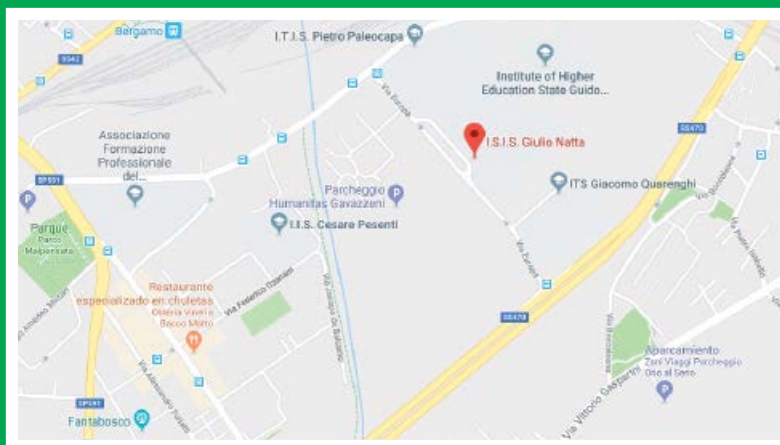 Bergamo
I.T.I.S. Pietro Paleocapa
SS42
Institute of Higher
Education State Guido...
Via Europa
SS470
Associazione
Formazione
Professionale
del...
I.S.I.S. Giulio Natta
SP591
Parcheggio
Humanitas Gavazzeni
ITS Giacomo Quarenghi
I.I.S. Cesare Pesenti
Parque
Parco
Malpensata
Via Europa
Restaurante
especializado en chuletas
Osteria Vineria
Bacco Matto
Via Federico Ozanam
SS470
Aparcamiento
Zani Viaggi Parcheggio
Orio al Serio
Via Vittorio Gasparini
SP591
Fantabosco